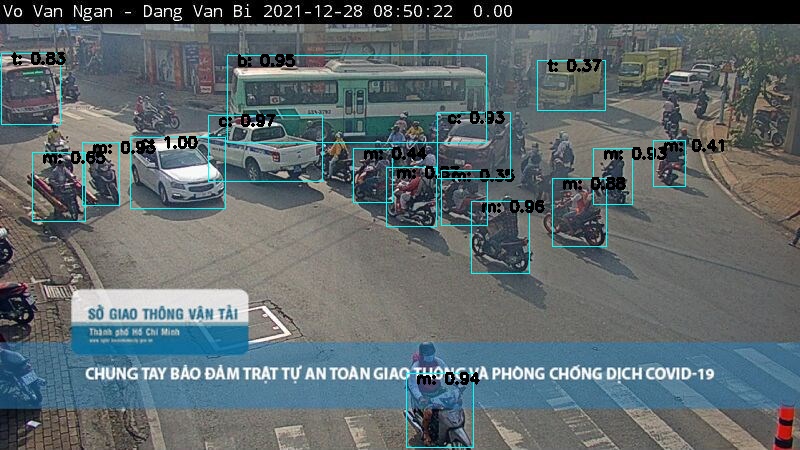 Vo Van Ngan - Dang Van Bi 2021-12-28 08:50:22 0.00
t: 0.83
b: 0.95
t: 0.37
c: 0.97
c: 0.93
1.00
m: 0.65
m: 0.93
m: 0.44
m: 0.93
m: 0.41
m: 0.88
m: 0.96
SỞ GIAO THÔNG VẬN TẢI
Thành phố Hồ Chí Minh
CHUNG TAY BẢO ĐẢM TRẬT TỰ AN TOÀN GIAO THÔNG VÀ PHÒNG CHỐNG DỊCH COVID-19
m: 0.94